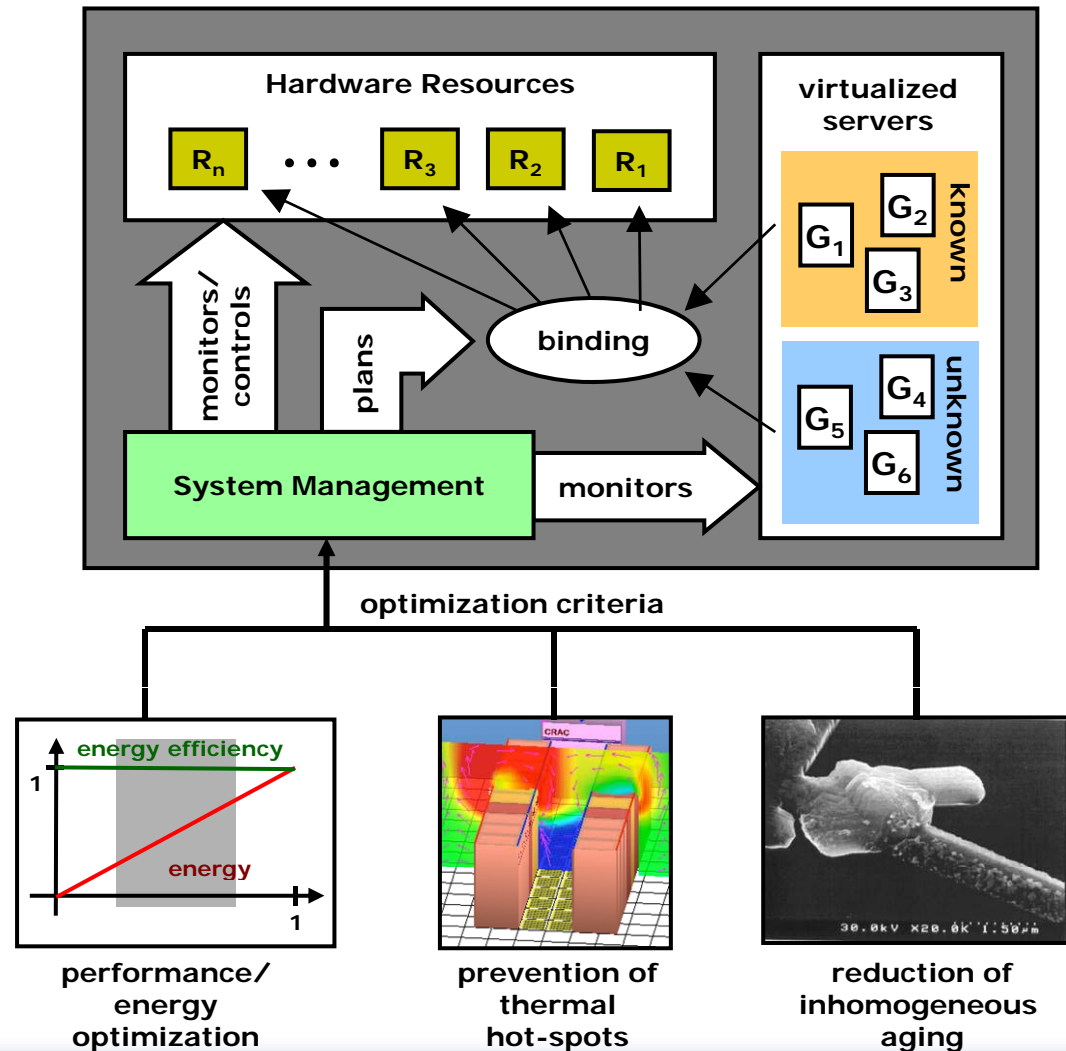 Hardware Resources
Rn ... R3 R2 R1
virtualized
servers
known
G1
G2
G3
unknown
G4
G5
G6
binding
monitors/
controls
plans
System Management
monitors
optimization criteria
energy efficiency
1
energy
1
CRAC
30.0kV X20.0K 1.50µm
performance/
energy
optimization
prevention of
thermal
hot-spots
reduction of
inhomogeneous
aging